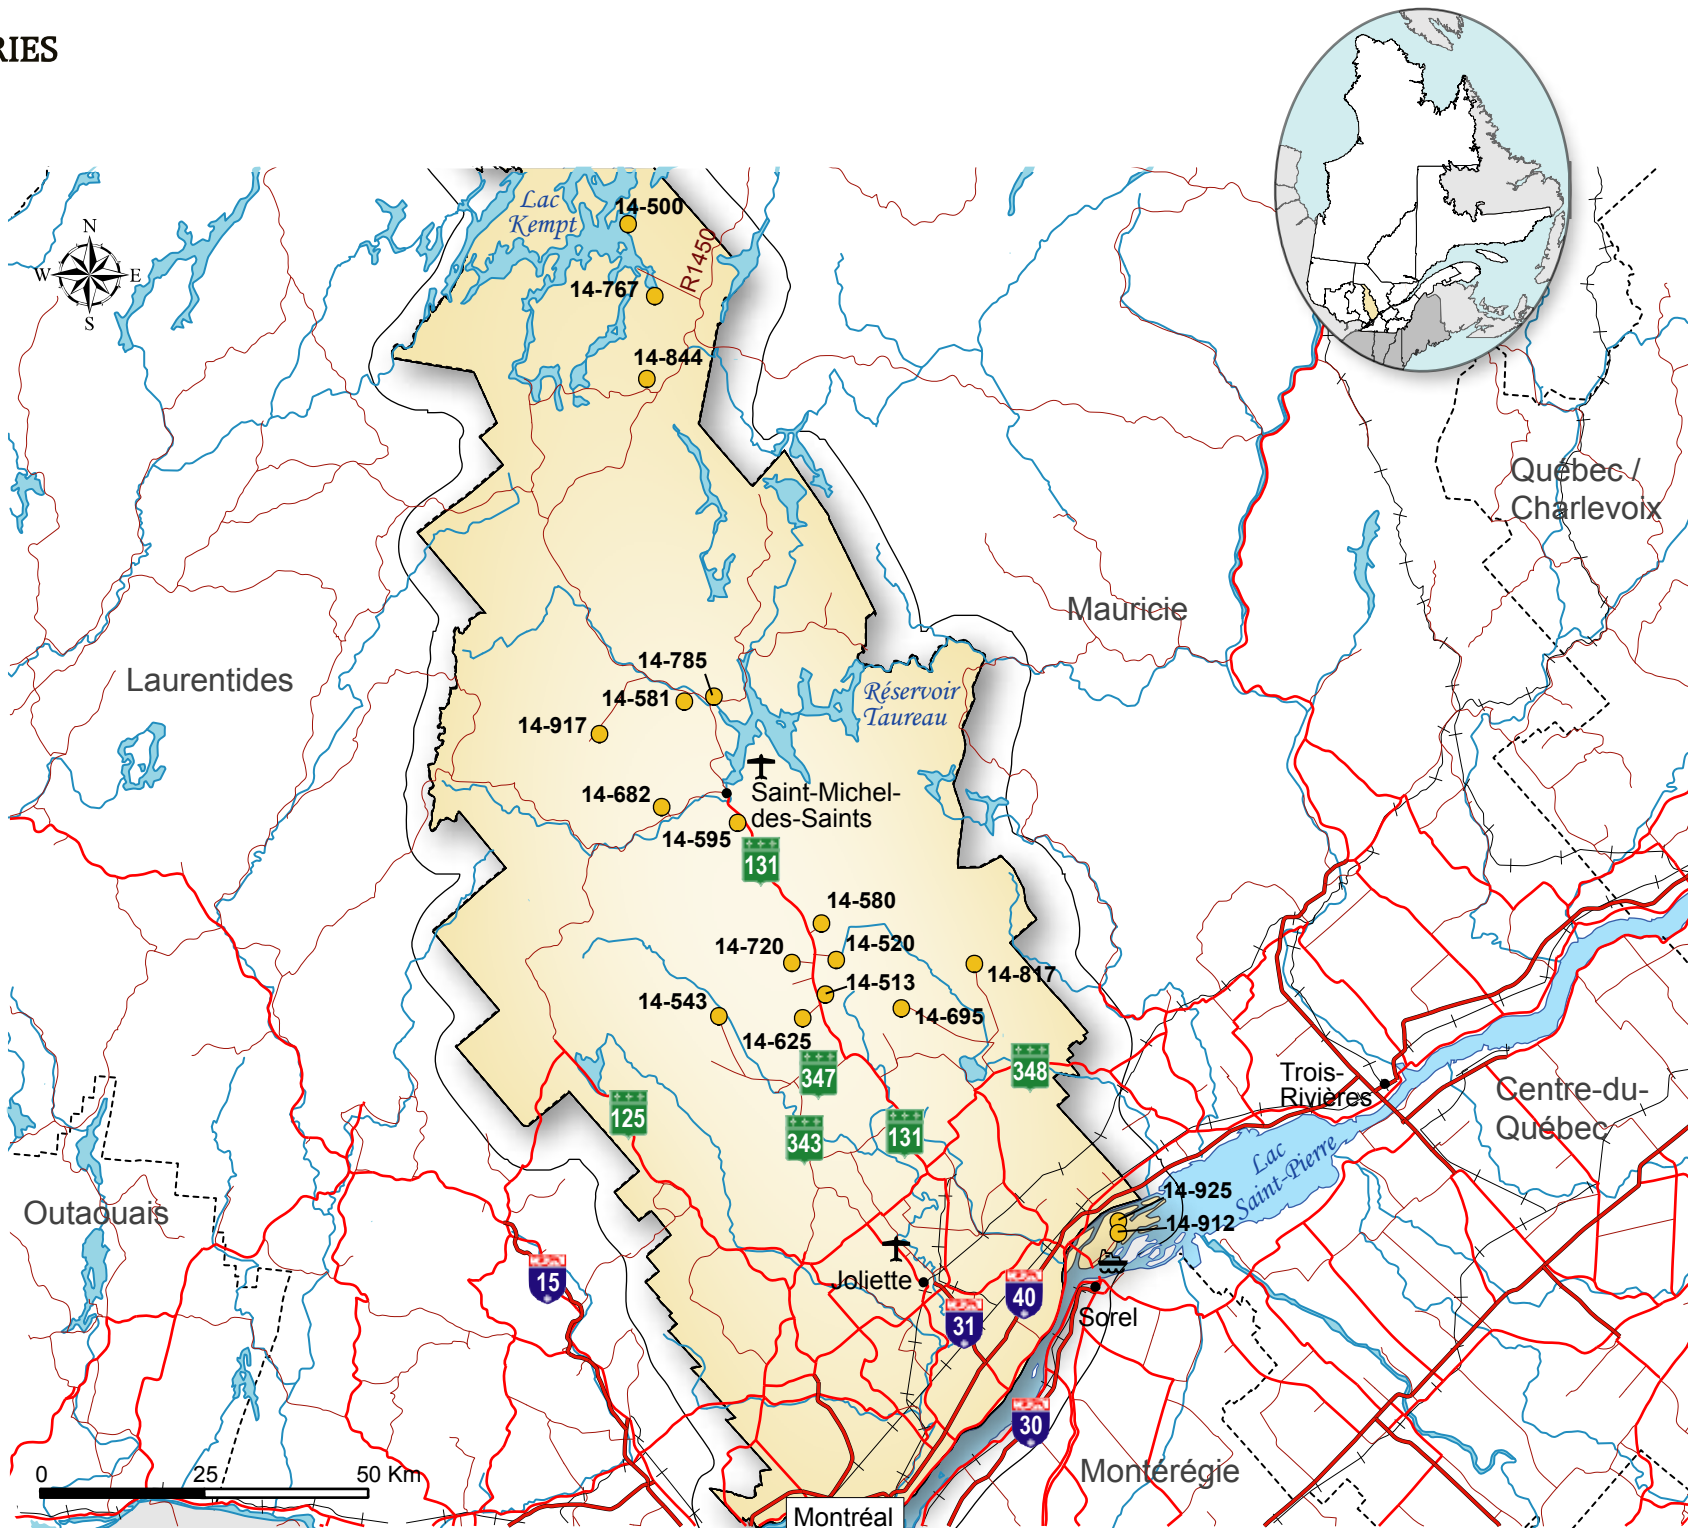 RIES
N
W E
S
Lac
Kempt
14-500
R1450
14-767
14-844
Québec /
Charlevoix
Mauricie
Laurentides
14-785
14-581
Réservoir
Taureau
14-917
14-682
Saint-Michel-
des-Saints
14-595
131
14-580
14-720
14-520
14-817
14-513
14-543
14-695
14-625
347
348
125
343
131
Trois-
Rivières
Centre-du-
Québec
Lac
Saint-Pierre
14-925
14-912
Outaouais
15
Joliette
40
31
Sorel
30
Montérégie
0 25 50 Km
Montréal